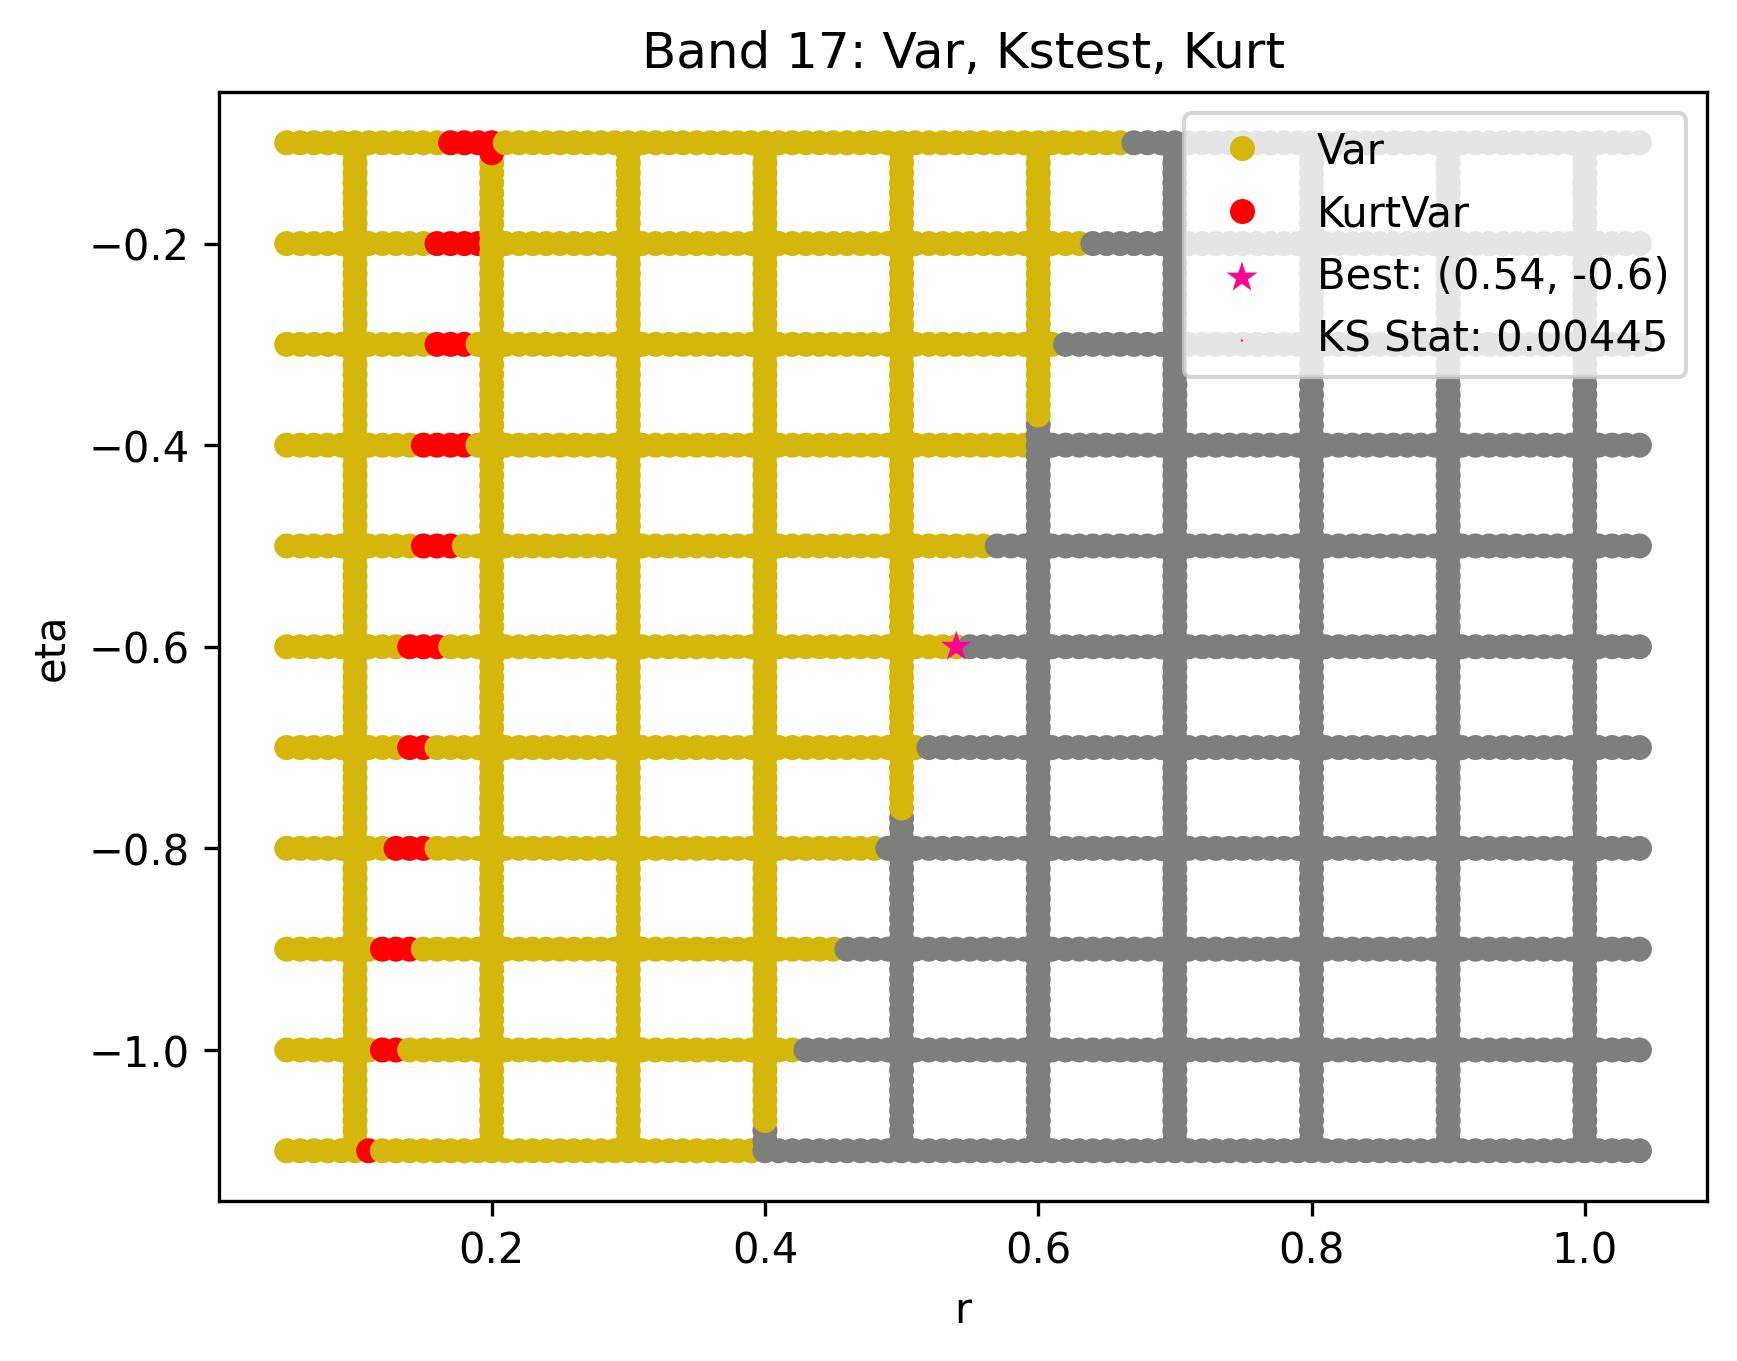 Band 17: Var, Kstest, Kurt
Var
KurtVar
Best: (0.54, -0.6)
KS Stat: 0.00445
−0.2
−0.4
−0.6
−0.8
−1.0
eta
0.2
0.4
0.6
0.8
1.0
r